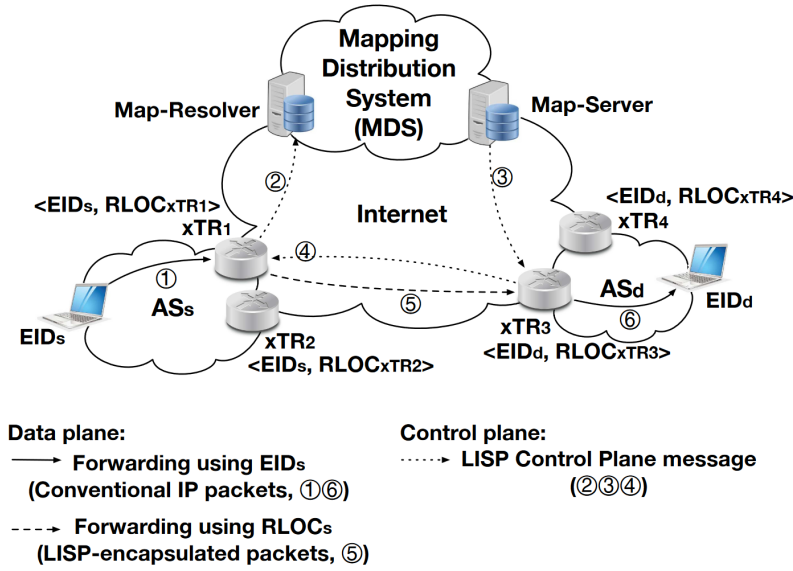 Mapping
Distribution
System
(MDS)
Map-Resolver
Map-Server
②
③
<EIDs, RLOCxTR1>
xTR1
Internet
<EIDd, RLOCxTR4>
xTR4
④
①
ASs
⑤
ASd
⑥
EIDs
EIDd
xTR2
<EIDs, RLOCxTR2>
xTR3
<EIDd, RLOCxTR3>
Data plane:
Forwarding using EIDs
(Conventional IP packets, ①⑥)
Forwarding using RLOCs
(LISP-encapsulated packets, ⑤)
Control plane:
LISP Control Plane message
(②③④)